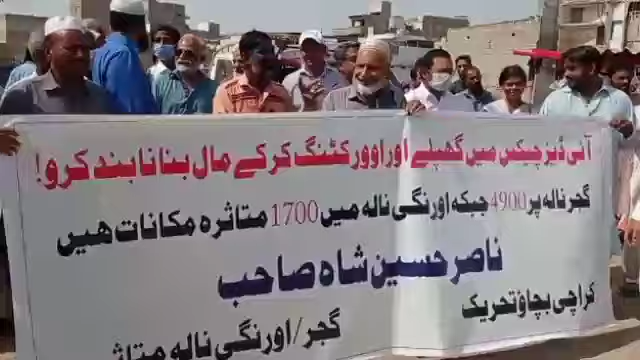 آئی ڈیز چیکس میں گھپلے اور اوور کٹنگ کرکے مال بنانا بند کرو!
گجر نالہ پر 4900 جبکہ اورنگی نالہ میں 1700 متاثرہ مکانات ھیں
ناصر حسین شاہ صاحب
کراچی بچاؤ تحریک
گجر/اورنگی نالہ